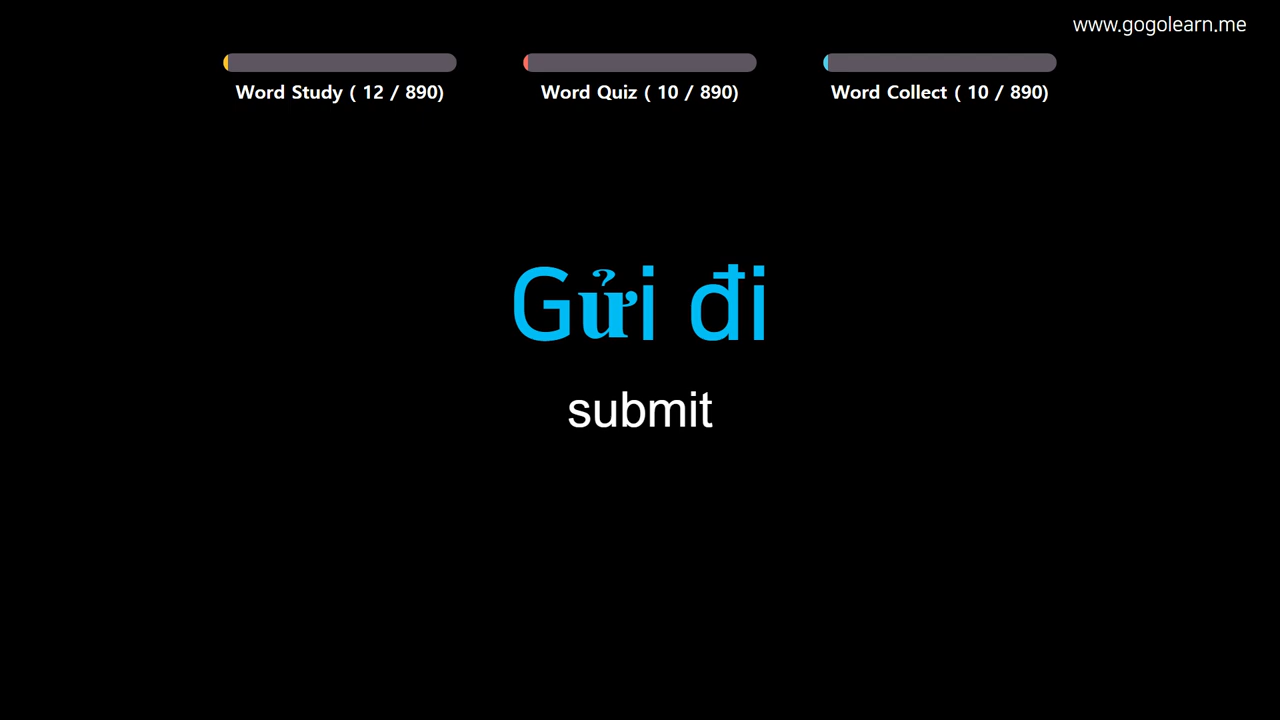 www.gogolearn.me
Word Study ( 12 / 890)
Word Quiz ( 10 / 890)
Word Collect ( 10 / 890)
Gửi đi
submit